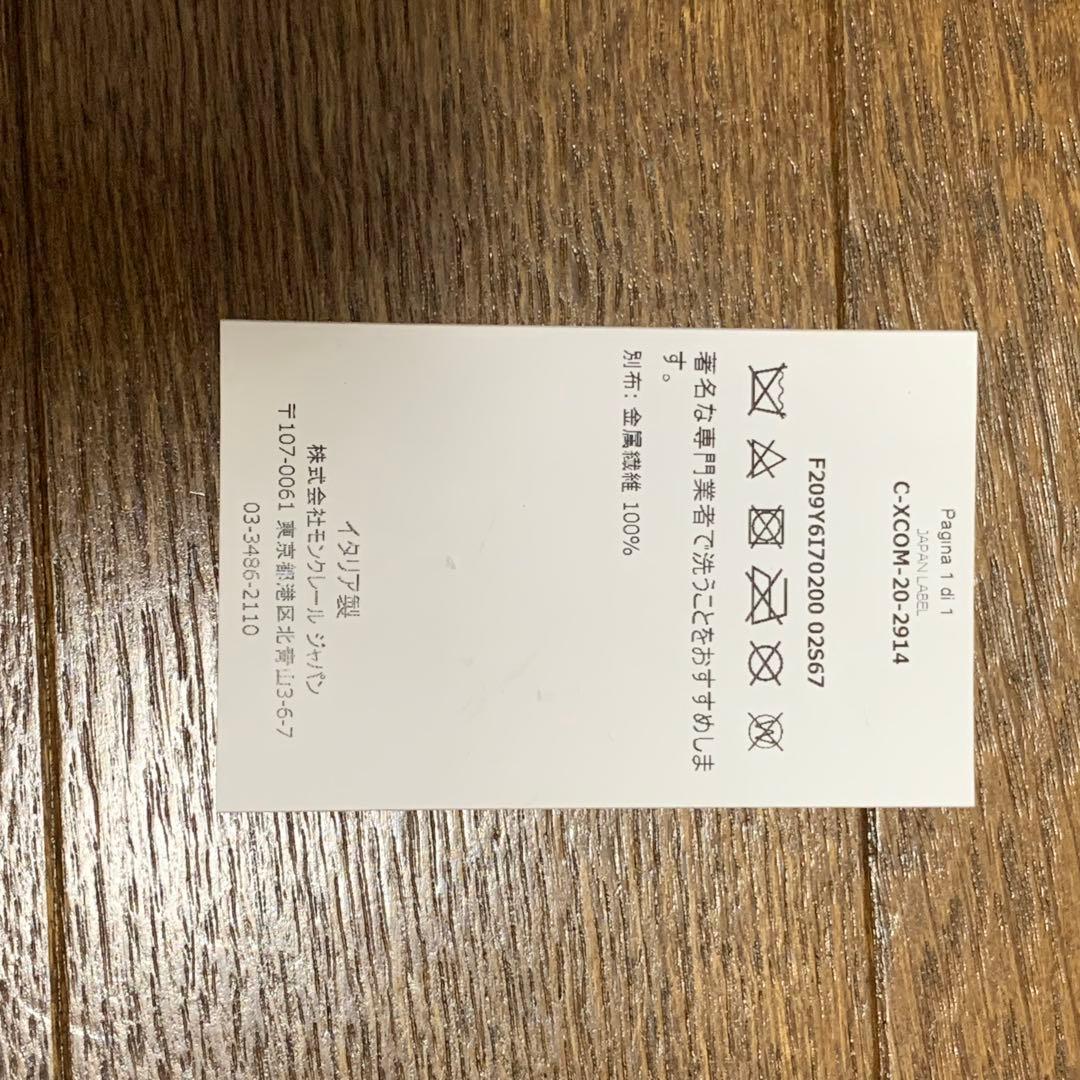 Pagina 1 di 1
JAPAN LABEL
C-XCOM-20-2914
F209Y6I70200 02S67
著名な専門業者で洗うことをおすすめしま
す。
別布: 金属繊維 100%
イタリア製
株式会社モンクレール ジャパン
〒107-0061 東京都港区北青山3-6-7
03-3486-2110